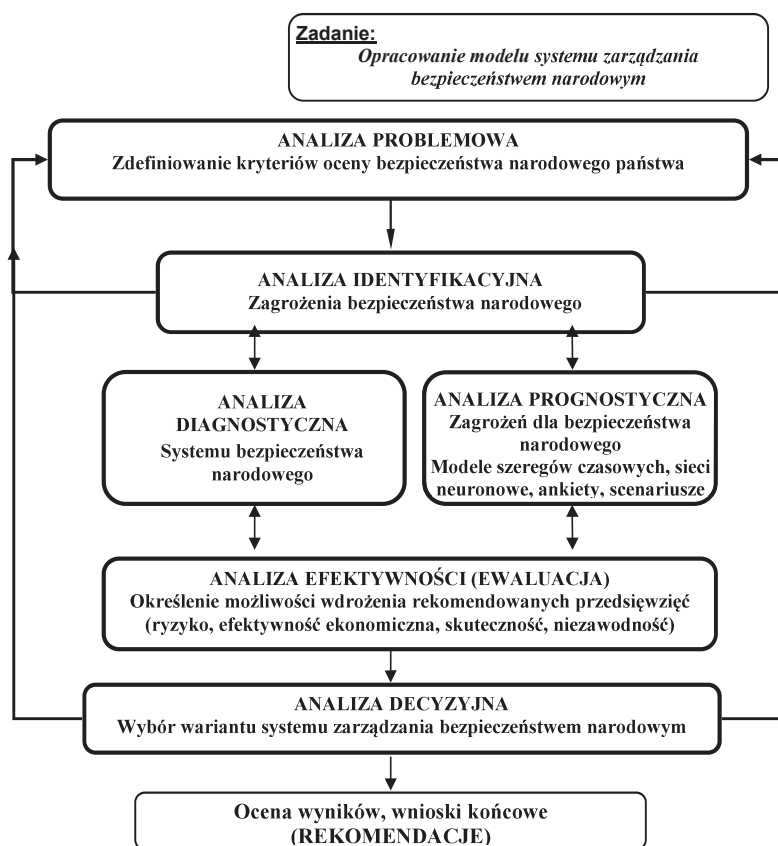 Zadanie:
Opracowanie modelu systemu zarządzania
bezpieczeństwem narodowym
ANALIZA PROBLEMOWA
Zdefiniowanie kryteriów oceny bezpieczeństwa narodowego państwa
ANALIZA IDENTYFIKACYJNA
Zagrożenia bezpieczeństwa narodowego
ANALIZA
DIAGNOSTYCZNA
Systemu bezpieczeństwa
narodowego
ANALIZA PROGNOSTYCZNA
Zagrożeń dla bezpieczeństwa
narodowego
Modele szeregów czasowych, sieci
neuronowe, ankiety, scenariusze
ANALIZA EFEKTYWNOŚCI (EWALUACJA)
Określenie możliwości wdrożenia rekomendowanych przedsięwzięć
(ryzyko, efektywność ekonomiczna, skuteczność, niezawodność)
ANALIZA DECYZYJNA
Wybór wariantu systemu zarządzania bezpieczeństwem narodowym
Ocena wyników, wnioski końcowe
(REKOMENDACJE)